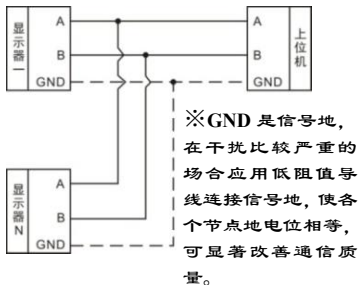 显示器一
A
B
GND
A
B
GND
上位机
※GND 是信号地，
在干扰比较严重的
场合应用低阻值导
线连接信号地，使各
个节点地电位相等，
可显著改善通信质
量。
显示器N
A
B
GND